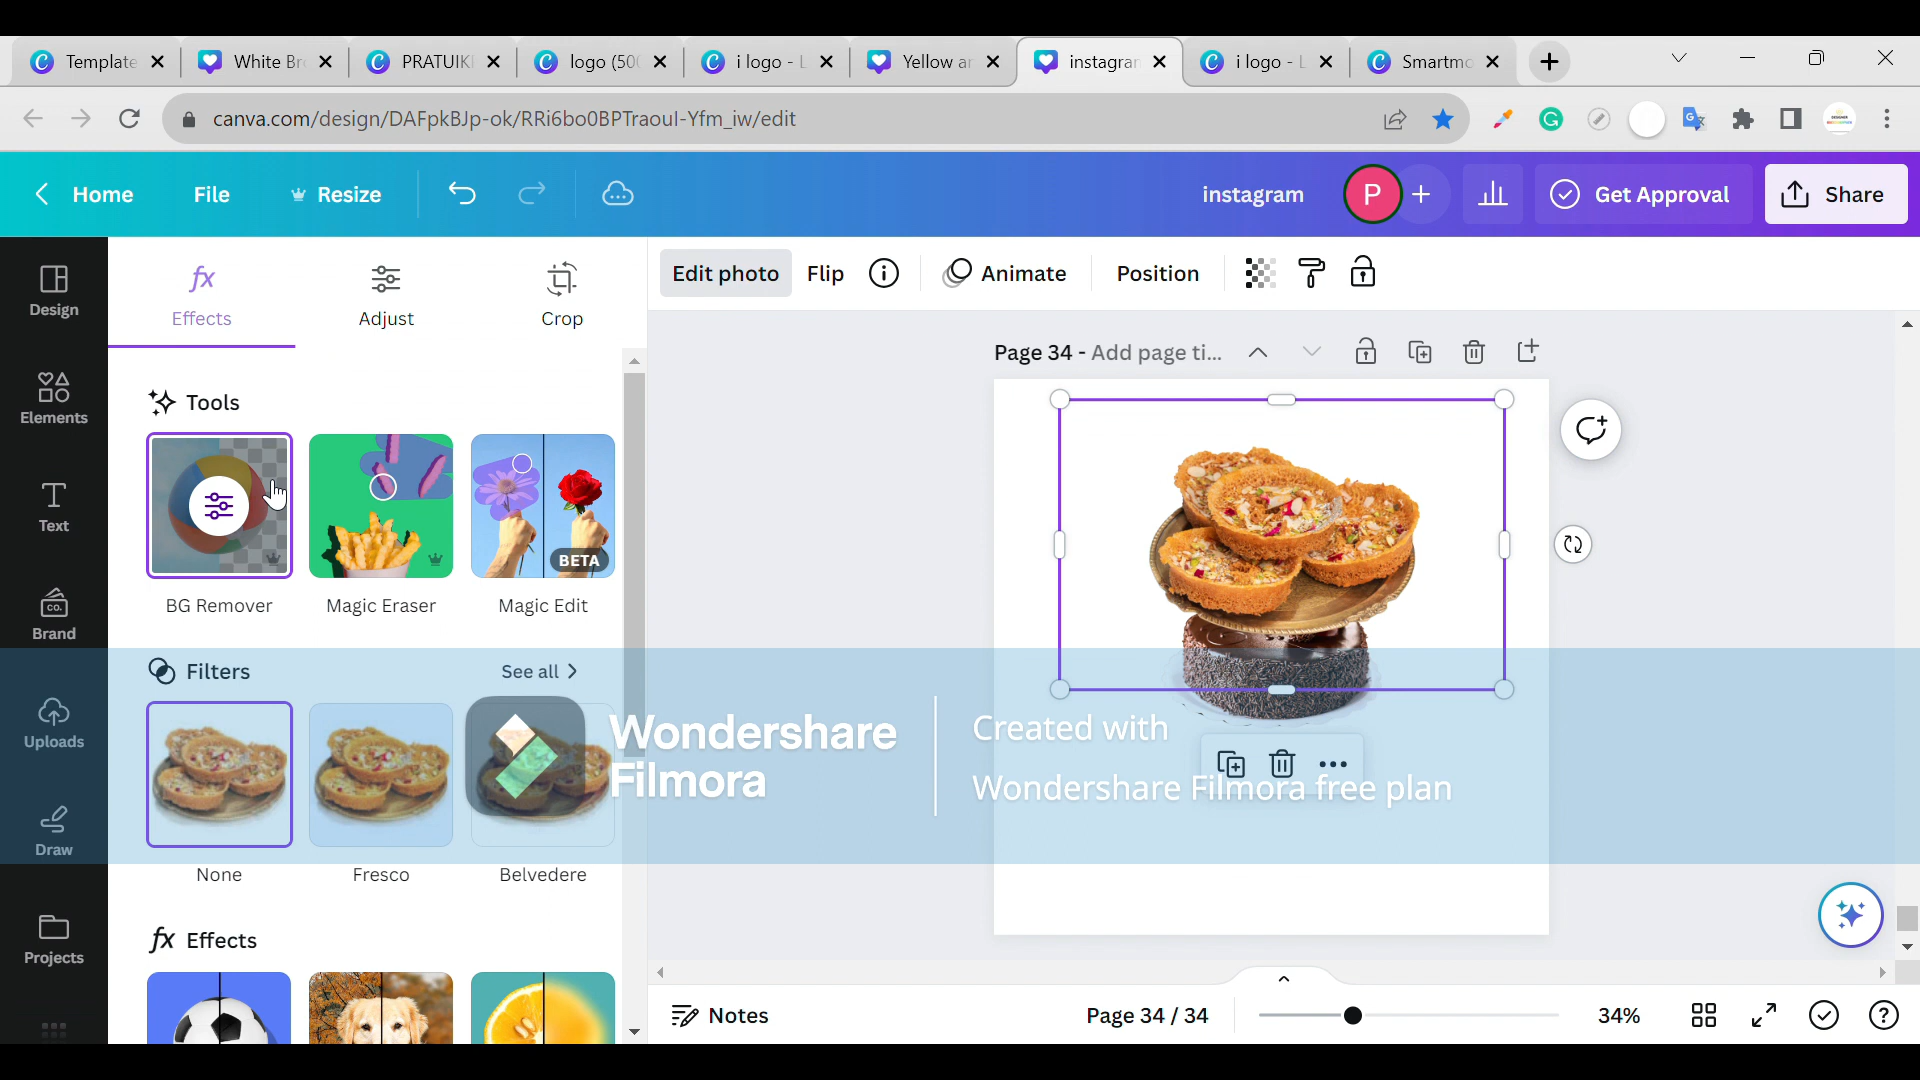 Template
White Br
PRATUIK
logo (500
i logo - L
Yellow ar
instagram
i logo - L
Smartmo
canva.com/design/DAFpkBJp-ok/RRi6bo0BPTraouI-Yfm_iw/edit
Home
File
Resize
instagram
P
Get Approval
Share
Design
Elements
Text
Brand
Uploads
Draw
Projects
Effects
Adjust
Crop
Tools
BG Remover
Magic Eraser
BETA
Magic Edit
Filters
See all
None
Fresco
Belvedere
fx Effects
Edit photo
Flip
Animate
Position
Page 34 - Add page ti...
Wondershare
Filmora
Created with
Wondershare Filmora free plan
Notes
Page 34 / 34
34%